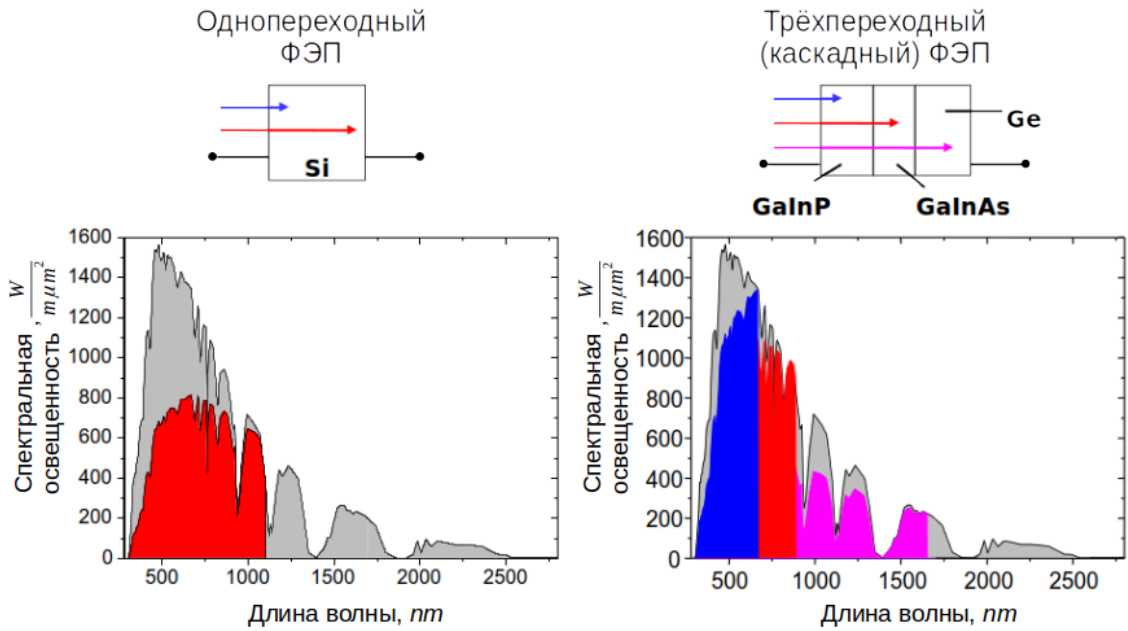 Однопереходный
ФЭП
Si
1600
1400
1200
1000
800
600
400
200
0
500
1000
1500
2000
2500
Спектральная
освещенность , W
mμm²
Длина волны, nm
Трёхпереходный
(каскадный) ФЭП
Ge
GaInP
GaInAs
1600
1400
1200
1000
800
600
400
200
0
500
1000
1500
2000
2500
Спектральная
освещенность , W
mμm²
Длина волны, nm